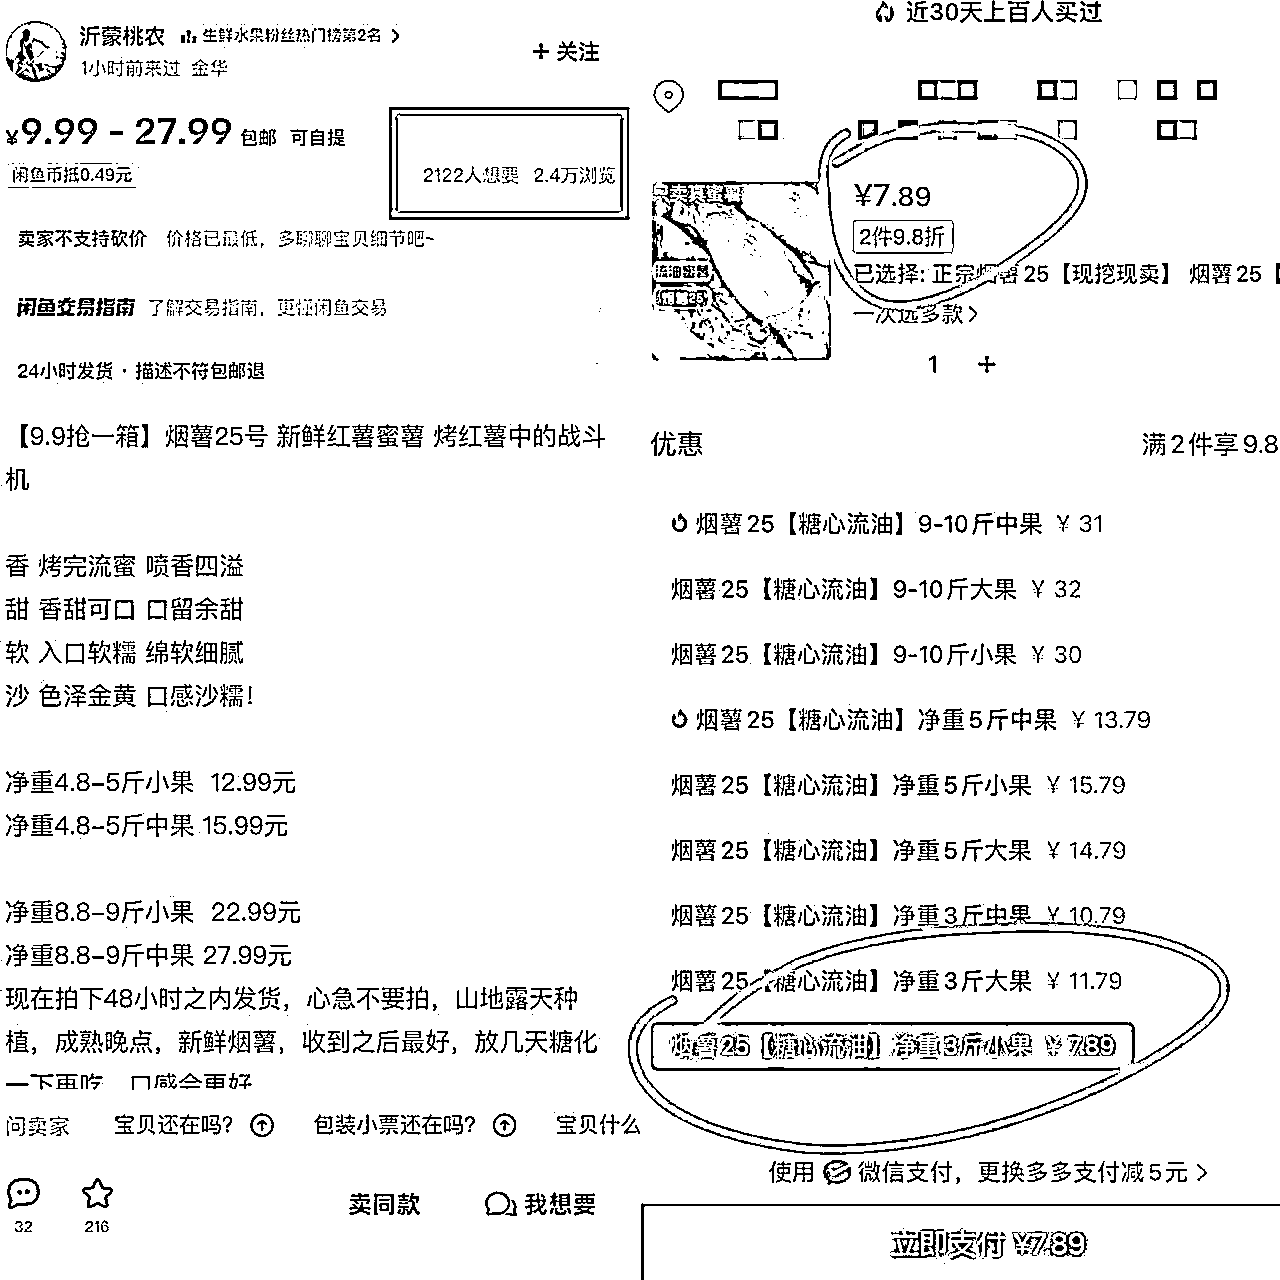 沂蒙桃农 生鲜水果粉丝热门榜第2名
1小时前来过 金华
+ 关注
¥9.99 - 27.99 包邮 可自提
2122人想要 2.4万浏览
闲鱼币抵0.49元
卖家不支持砍价 价格已最低，多聊聊宝贝细节吧~
闲鱼交易指南 了解交易指南，更懂闲鱼交易
24小时发货 · 描述不符包邮退
【9.9抢一箱】烟薯25号 新鲜红薯蜜薯 烤红薯中的战斗
机
香 烤完流蜜 喷香四溢
甜 香甜可口 口留余甜
软 入口软糯 绵软细腻
沙 色泽金黄 口感沙糯！
净重4.8-5斤小果 12.99元
净重4.8-5斤中果 15.99元
净重8.8-9斤小果 22.99元
净重8.8-9斤中果 27.99元
现在拍下48小时之内发货，心急不要拍，山地露天种
植，成熟晚点，新鲜烟薯，收到之后最好，放几天糖化
一下再吃，口感会更好
问卖家 宝贝还在吗？ 包装小票还在吗？ 宝贝什么
32 216 卖同款 我想要
近30天上百人买过
¥7.89
2件9.8折
已选择: 正宗烟薯25【现挖现卖】 烟薯25【
一次选多款
1 +
优惠 满2件享9.8
烟薯25【糖心流油】9-10斤中果 ¥ 31
烟薯25【糖心流油】9-10斤大果 ¥ 32
烟薯25【糖心流油】9-10斤小果 ¥ 30
烟薯25【糖心流油】净重5斤中果 ¥ 13.79
烟薯25【糖心流油】净重5斤小果 ¥ 15.79
烟薯25【糖心流油】净重5斤大果 ¥ 14.79
烟薯25【糖心流油】净重3斤中果 ¥ 10.79
烟薯25【糖心流油】净重3斤大果 ¥ 11.79
烟薯25【糖心流油】净重3斤小果 ¥ 7.89
使用 微信支付，更换多多支付减5元
立即支付 ¥7.89